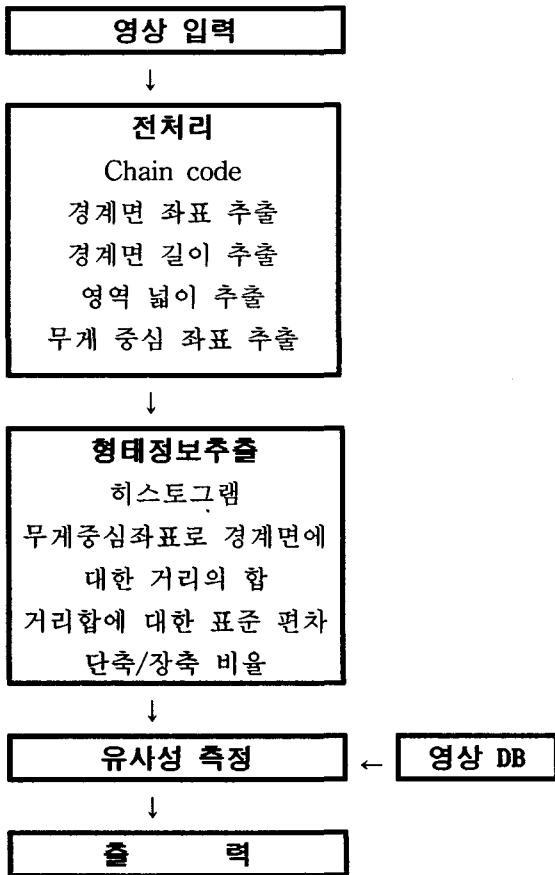 영상 입력
↓
전처리
Chain code
경계면 좌표 추출
경계면 길이 추출
영역 넓이 추출
무게 중심 좌표 추출
↓
형태정보추출
히스토그램
무게중심좌표로 경계면에
대한 거리의 합
거리합에 대한 표준 편차
단축/장축 비율
↓
유사성 측정 ← 영상 DB
↓
출 력